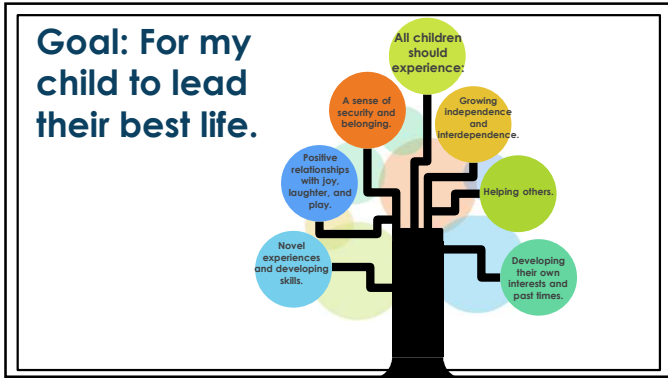 Goal: For my
child to lead
their best life.
All children
should
experience:
A sense of
security and
belonging.
Growing
independence
and
interdependence.
Positive
relationships
with joy,
laughter, and
play.
Helping others.
Novel
experiences
and developing
skills.
Developing
their own
interests and
past times.